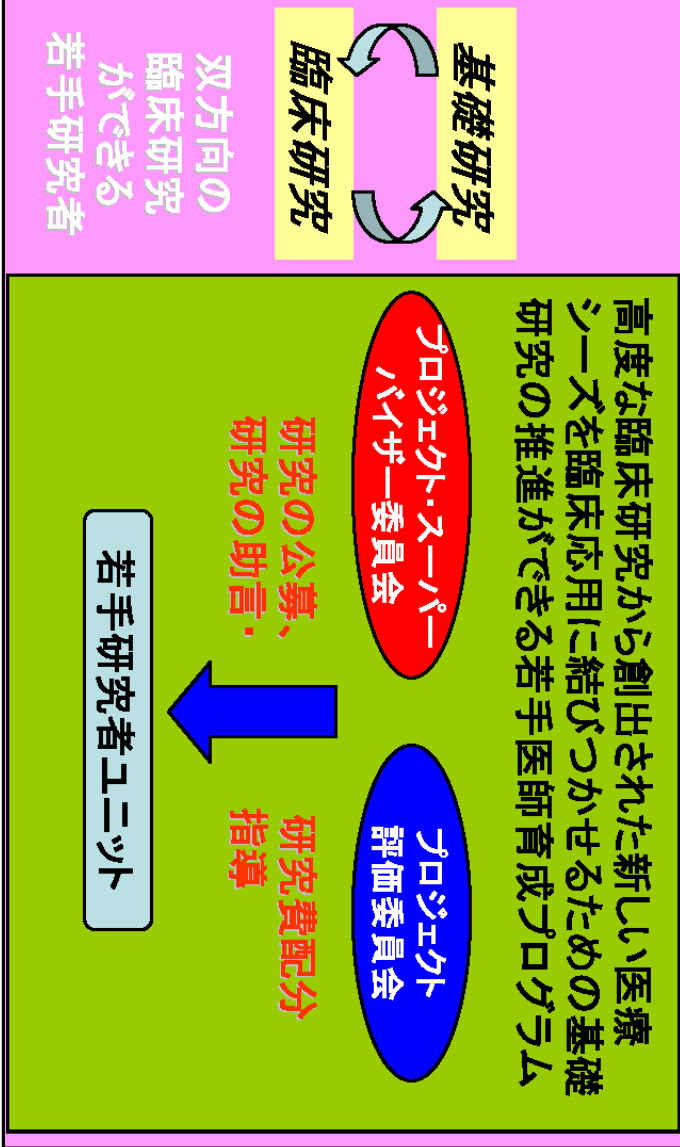 基礎研究
臨床研究
双方向の
臨床研究
ができる
若手研究者
高度な臨床研究から創出された新しい医療
シーズを臨床応用に結びつかせるための基礎
研究の推進ができる若手医師育成プログラム
プロジェクト・スーパー
バイザー委員会
プロジェクト
評価委員会
研究の公募、
研究の助言・
研究費配分
指導
若手研究者ユニット